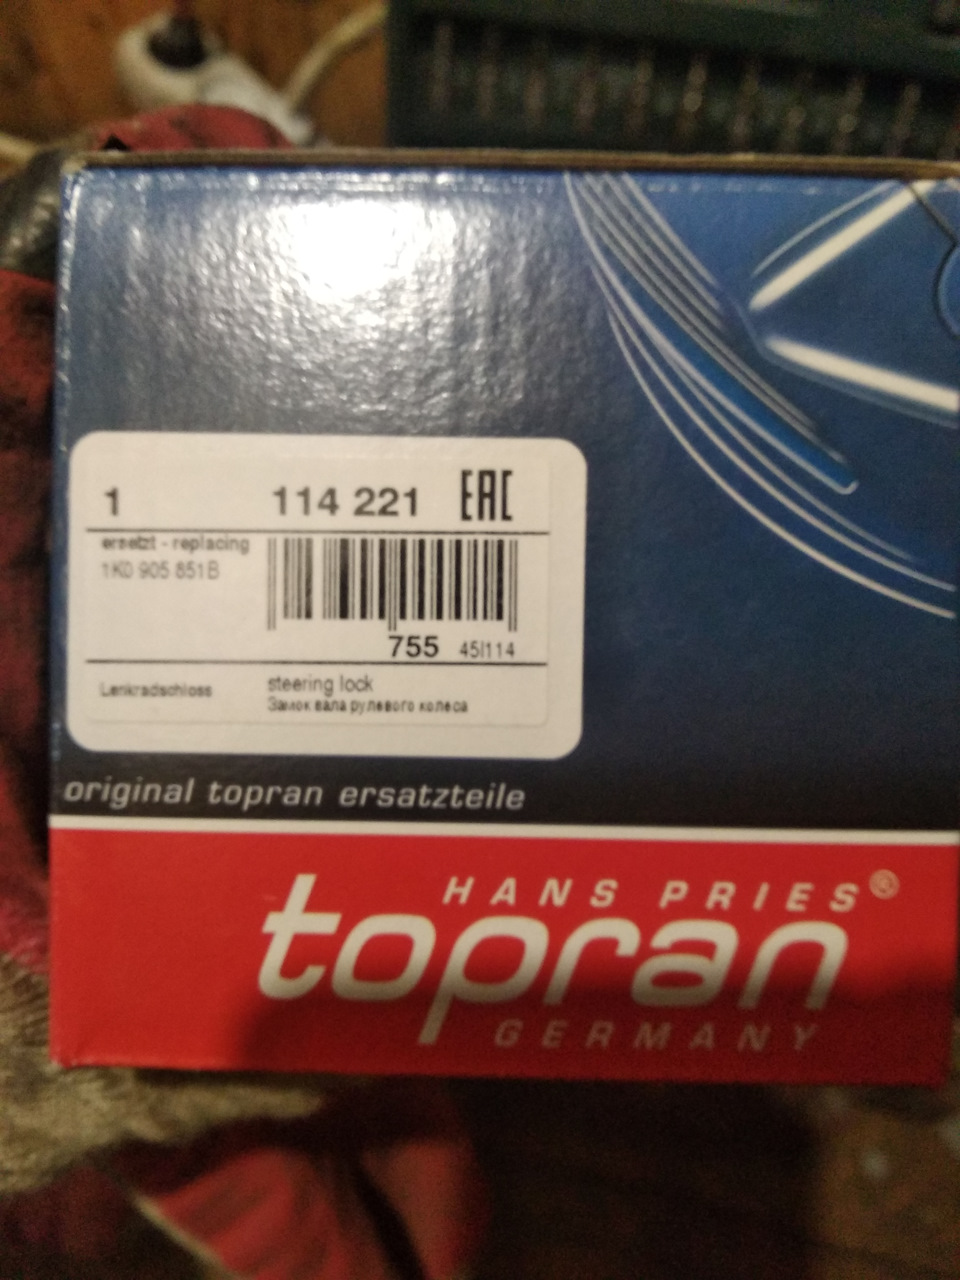 1 114 221 EAC
ersetzt - replacing
1K0 905 851B
755 45I114
Lenkradschloss steering lock
Замок вала рулевого колеса
original topran ersatzteile
HANS PRIES®
topran
GERMANY